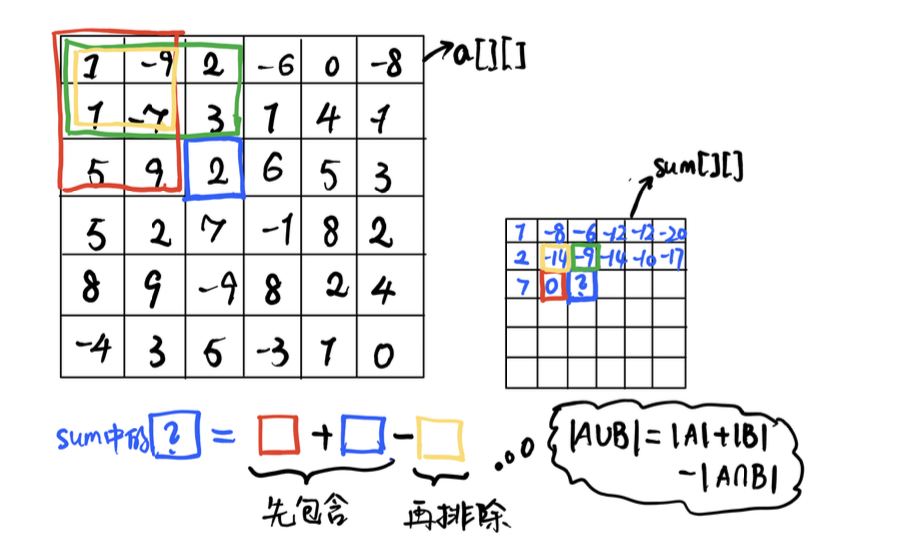 a[][]
1 -9 2 -6 0 -8
1 -7 3 1 4 1
5 9 2 6 5 3
5 2 7 -1 8 2
8 9 -9 8 2 4
-4 3 5 -3 1 0
sum[][]
1 -8 -6 -12 -12 -20
2 -14 -9 -14 -10 -17
7 0 ?
sum中的 ? = □ + □ - □
先包含 再排除
|A∪B|=|A|+|B|
-|A∩B|